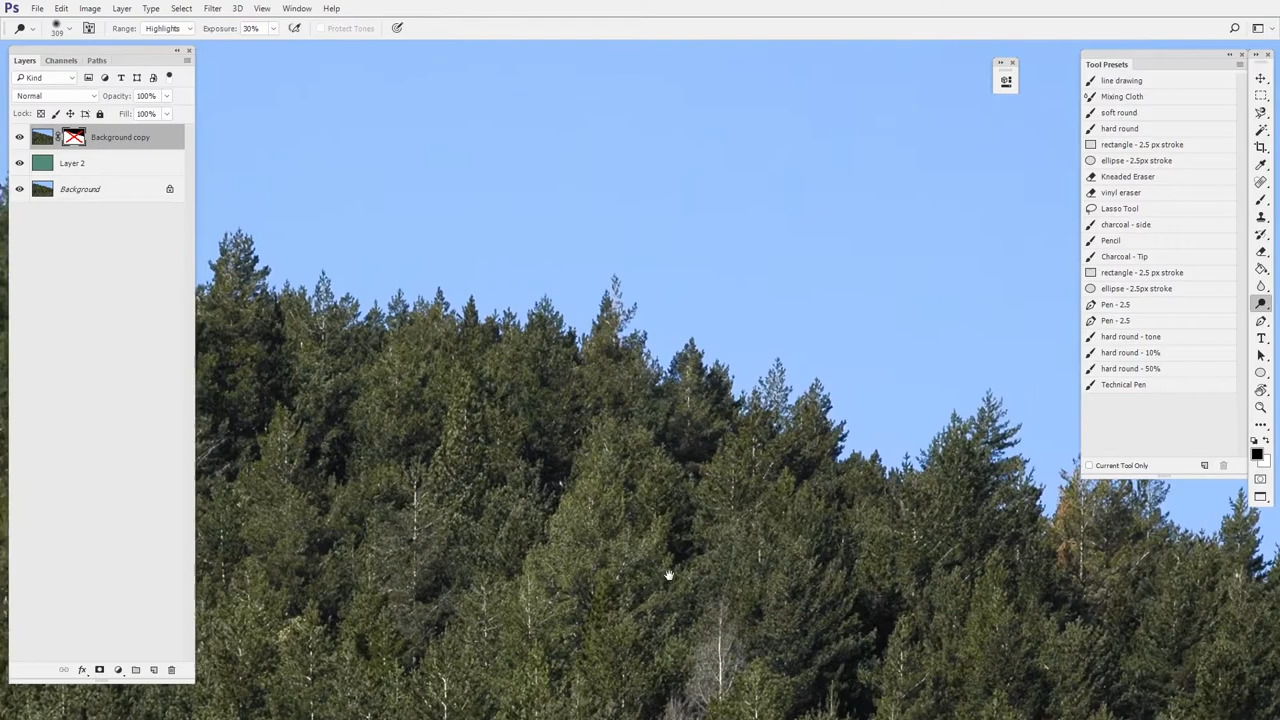 Ps File Edit Image Layer Type Select Filter 3D View Window Help
309 Range: Highlights Exposure: 30% Protect Tones
Layers Channels Paths
Kind
Normal Opacity: 100%
Lock: Fill: 100%
Background copy
Layer 2
Background
Tool Presets
line drawing
Mixing Cloth
soft round
hard round
rectangle - 2.5 px stroke
ellipse - 2.5px stroke
Kneaded Eraser
vinyl eraser
Lasso Tool
charcoal - side
Pencil
Charcoal - Tip
rectangle - 2.5 px stroke
ellipse - 2.5px stroke
Pen - 2.5
Pen - 2.5
hard round - tone
hard round - 10%
hard round - 50%
Technical Pen
Current Tool Only